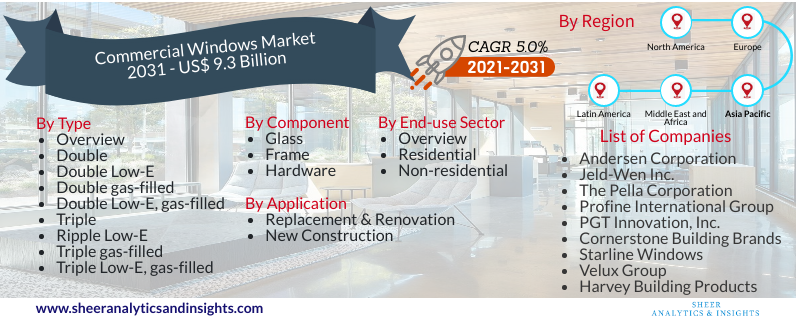 Commercial Windows Market
2031 - US$ 9.3 Billion
CAGR 5.0%
2021-2031
By Region
North America
Europe
Latin America
Middle East and
Africa
Asia Pacific
By Type
Overview
Double
Double Low-E
Double gas-filled
Double Low-E, gas-filled
Triple
Ripple Low-E
Triple gas-filled
Triple Low-E, gas-filled
By Component
Glass
Frame
Hardware
By Application
Replacement & Renovation
New Construction
By End-use Sector
Overview
Residential
Non-residential
List of Companies
Andersen Corporation
Jeld-Wen Inc.
The Pella Corporation
Profine International Group
PGT Innovation, Inc.
Cornerstone Building Brands
Starline Windows
Velux Group
Harvey Building Products
www.sheeranalyticsandinsights.com
SHEER
ANALYTICS & INSIGHTS